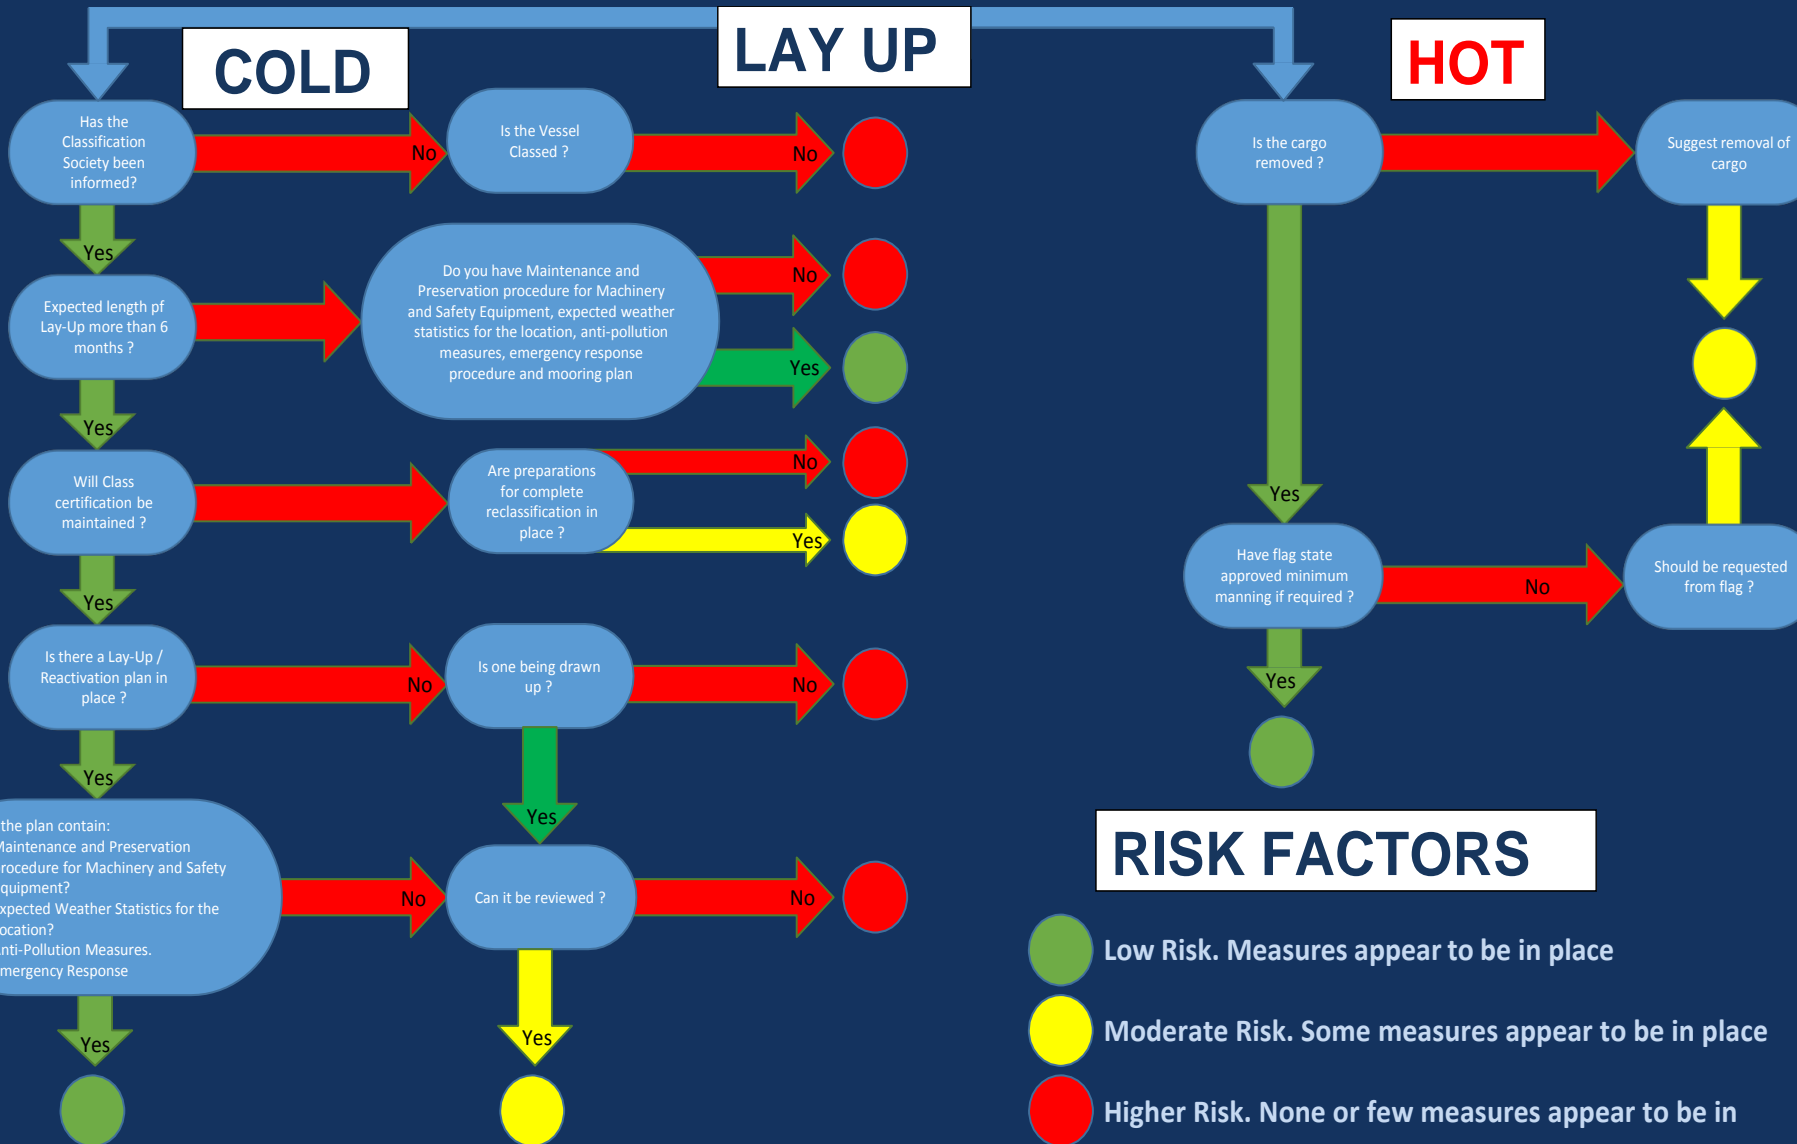 LAY UP
COLD
HOT
Has the
Classification
Society been
informed?
No
Is the Vessel
Classed ?
No
Yes
Expected length pf
Lay-Up more than 6
months ?
Do you have Maintenance and
Preservation procedure for Machinery
and Safety Equipment, expected weather
statistics for the location, anti-pollution
measures, emergency response
procedure and mooring plan
No
Yes
Yes
Will Class
certification be
maintained ?
Are preparations
for complete
reclassification in
place ?
No
Yes
Yes
Is there a Lay-Up /
Reactivation plan in
place ?
No
Is one being drawn
up ?
No
Yes
Yes
the plan contain:
Maintenance and Preservation
procedure for Machinery and Safety
quipment?
xpected Weather Statistics for the
ocation?
Anti-Pollution Measures.
mergency Response
No
Can it be reviewed ?
No
Yes
Yes
Is the cargo
removed ?
Suggest removal of
cargo
Yes
Have flag state
approved minimum
manning if required ?
No
Should be requested
from flag ?
Yes
RISK FACTORS
Low Risk. Measures appear to be in place
Moderate Risk. Some measures appear to be in place
Higher Risk. None or few measures appear to be in